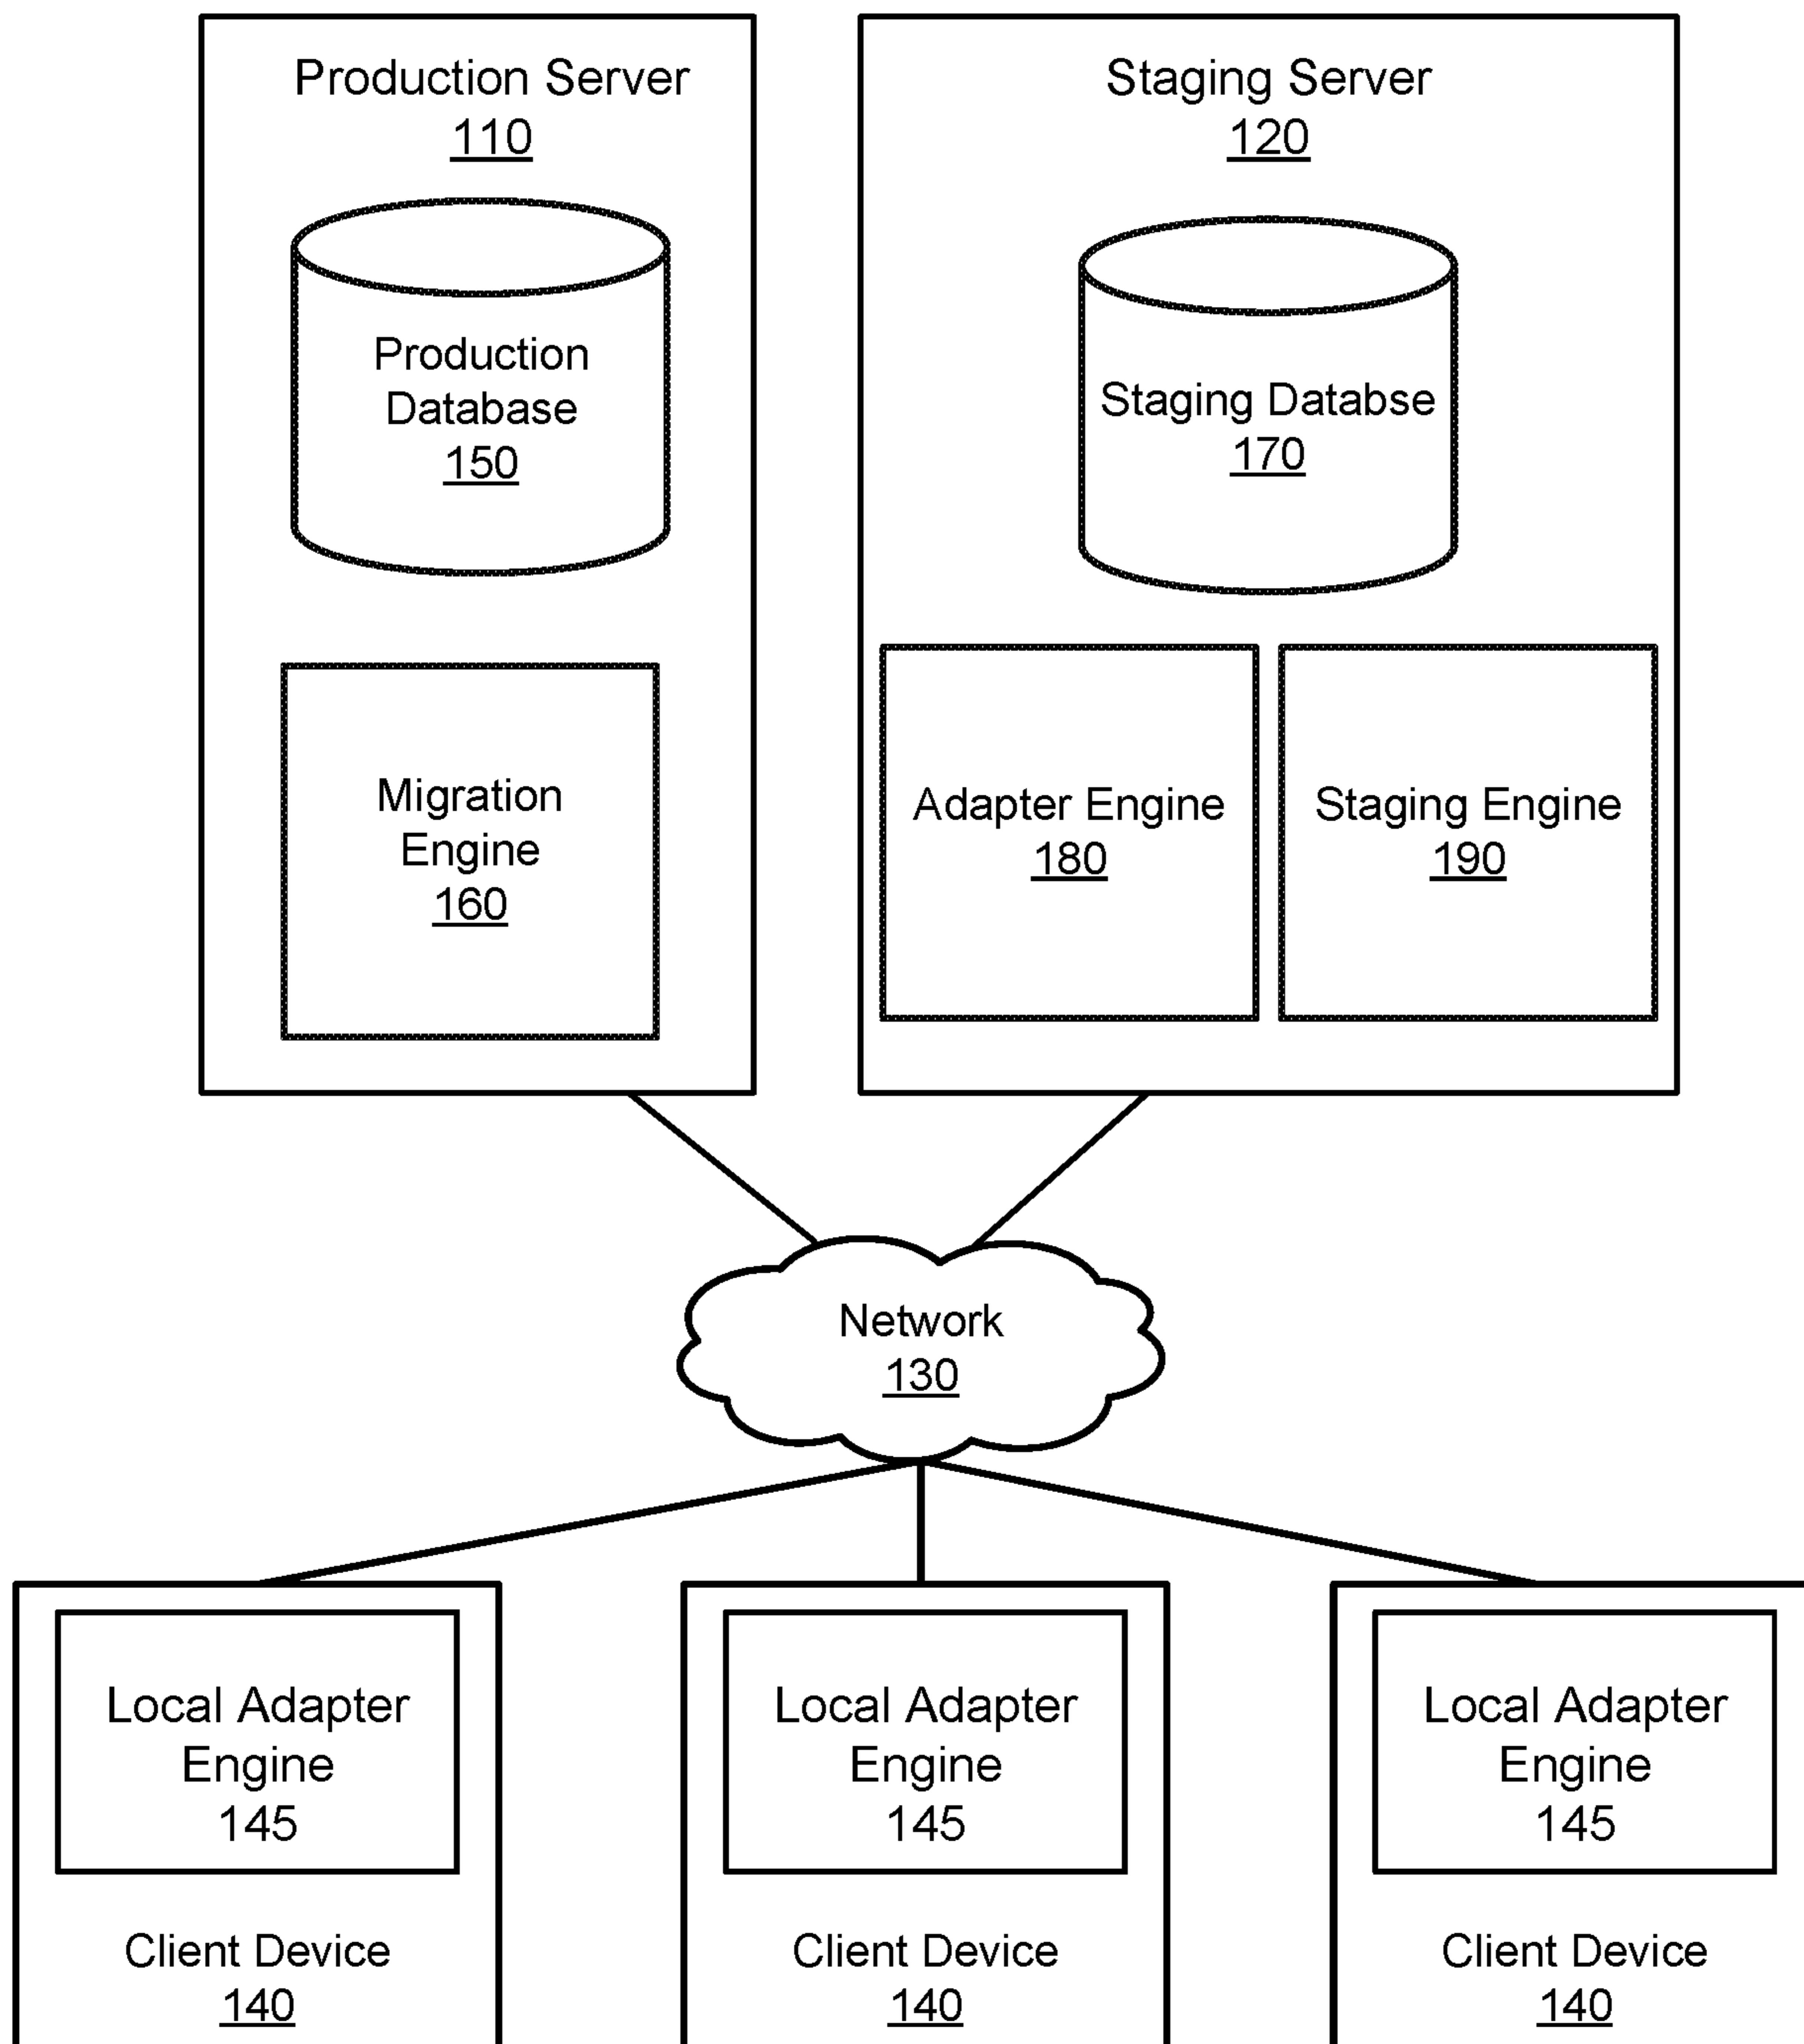 Production Server
110
Production
Database
150
Migration
Engine
160
Staging Server
120
Staging Databse
170
Adapter Engine
180
Staging Engine
190
Network
130
Local Adapter
Engine
145
Client Device
140
Local Adapter
Engine
145
Client Device
140
Local Adapter
Engine
145
Client Device
140